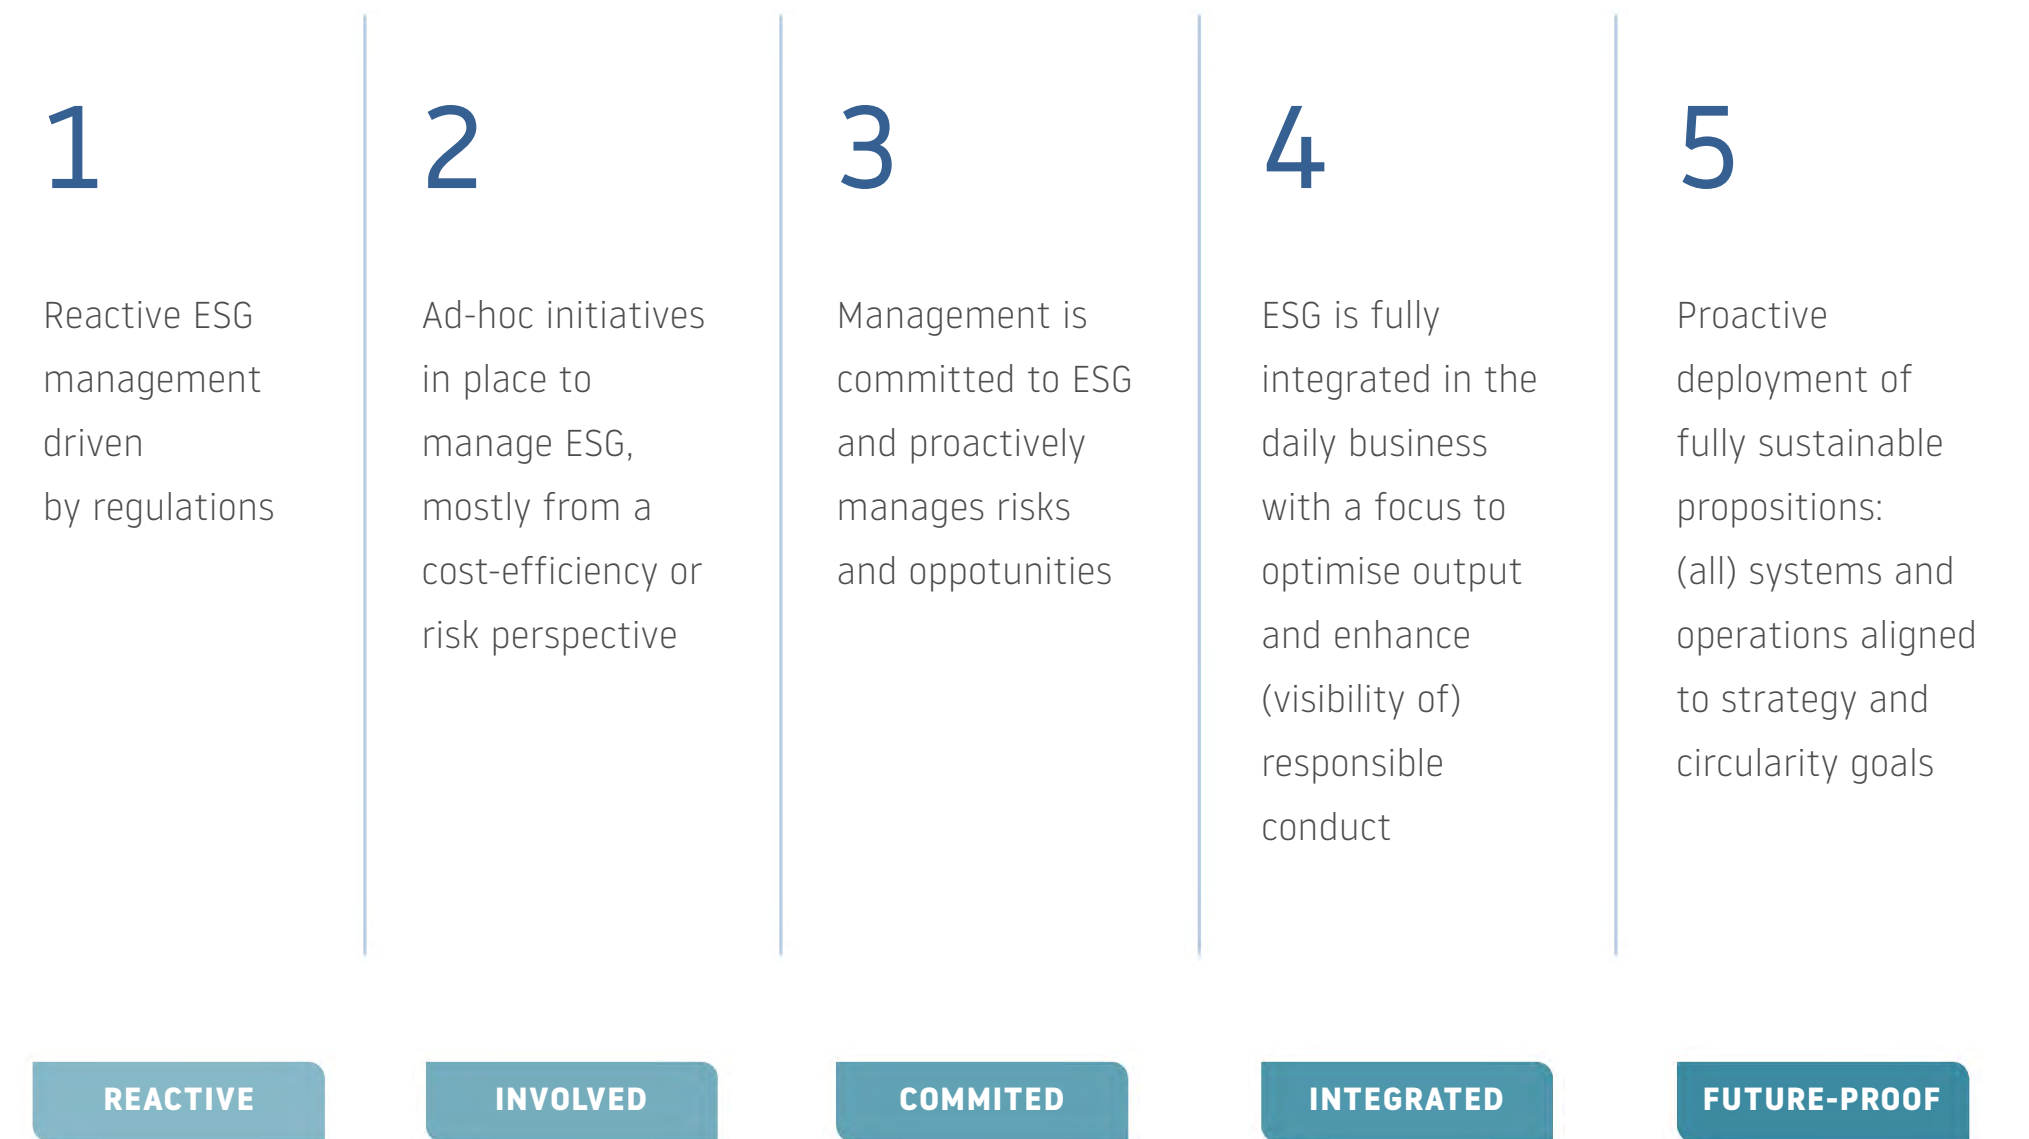 1
Reactive ESG
management
driven
by regulations
REACTIVE
2
Ad-hoc initiatives
in place to
manage ESG,
mostly from a
cost-efficiency or
risk perspective
INVOLVED
3
Management is
committed to ESG
and proactively
manages risks
and oppotunities
COMMITED
4
ESG is fully
integrated in the
daily business
with a focus to
optimise output
and enhance
(visibility of)
responsible
conduct
INTEGRATED
5
Proactive
deployment of
fully sustainable
propositions:
(all) systems and
operations aligned
to strategy and
circularity goals
FUTURE-PROOF